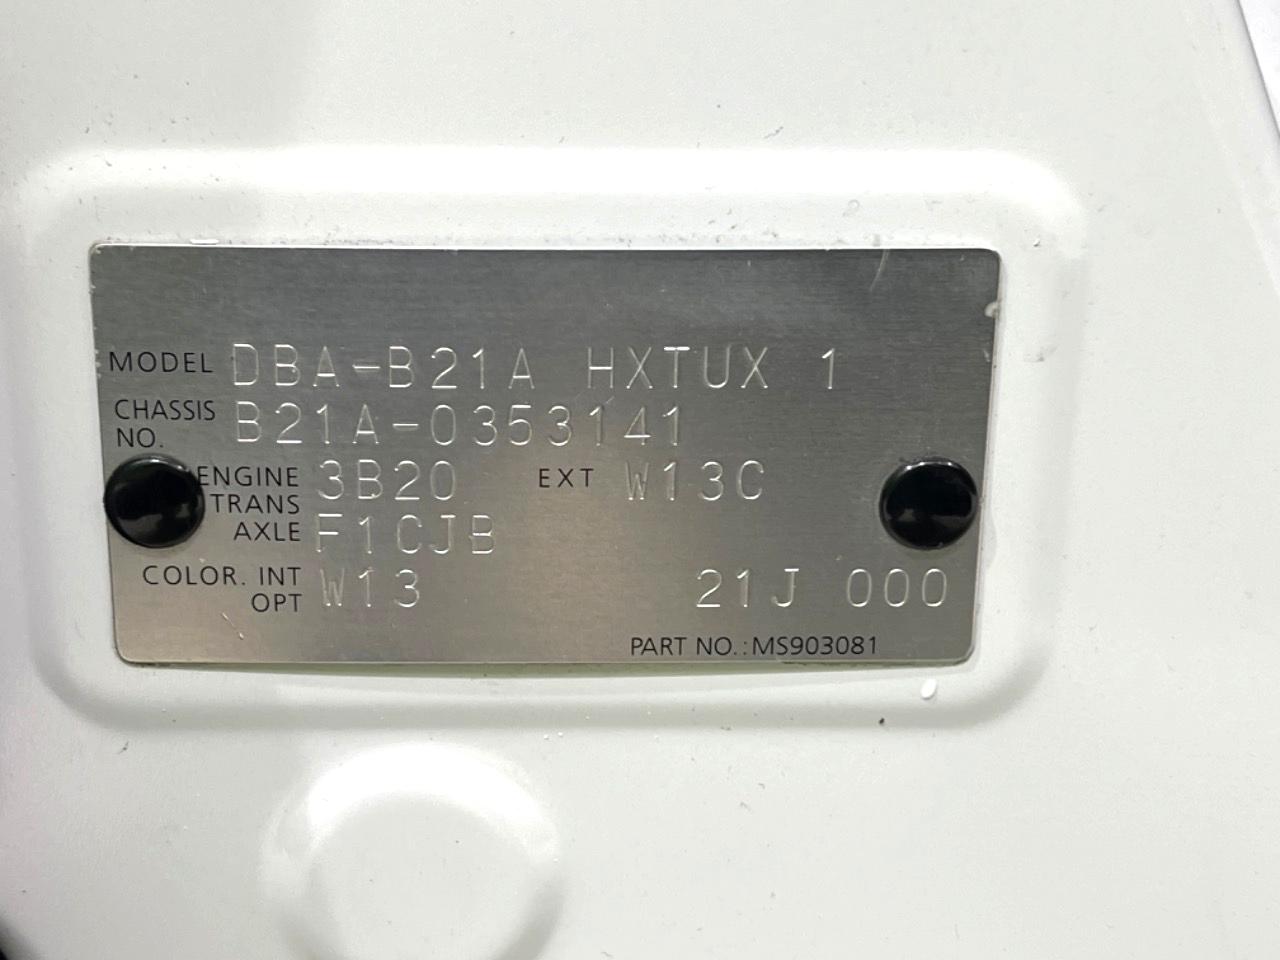 MODEL DBA-B21A HXTUX 1
CHASSIS NO. B21A-0353141
ENGINE 3B20 EXT W13C
TRANS AXLE F1CJB
COLOR. INT OPT W13 21J 000
PART NO.:MS903081